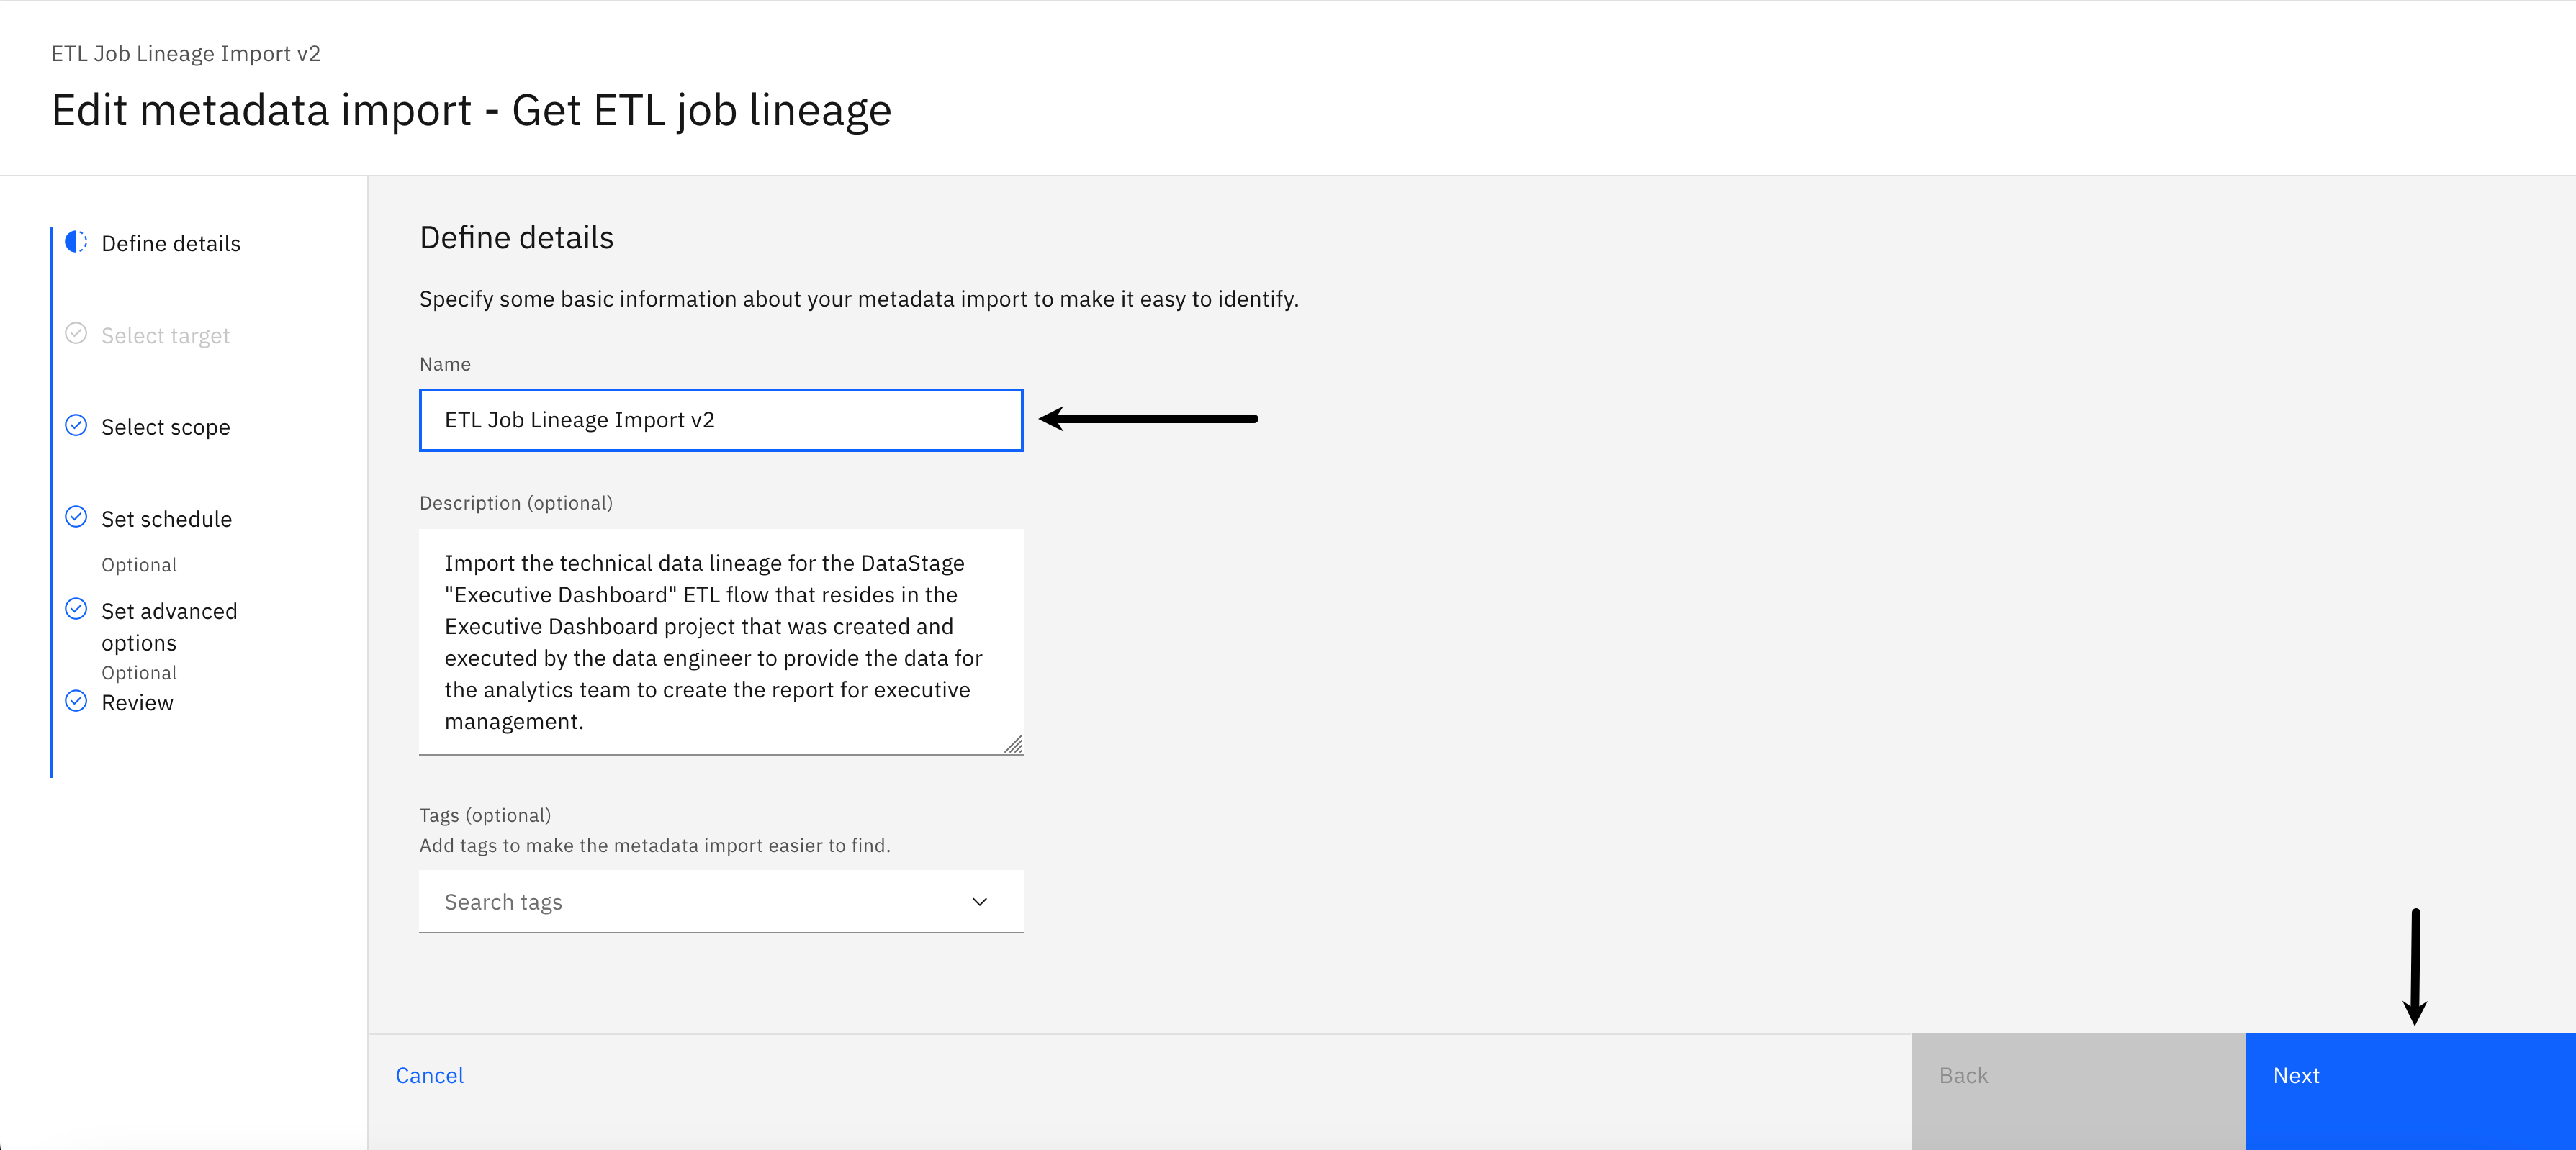 ETL Job Lineage Import v2
Edit metadata import - Get ETL job lineage
Define details
Select target
Select scope
Set schedule
Optional
Set advanced
options
Optional
Review
Define details
Specify some basic information about your metadata import to make it easy to identify.
Name
ETL Job Lineage Import v2
Description (optional)
Import the technical data lineage for the DataStage
"Executive Dashboard" ETL flow that resides in the
Executive Dashboard project that was created and
executed by the data engineer to provide the data for
the analytics team to create the report for executive
management.
Tags (optional)
Add tags to make the metadata import easier to find.
Search tags
Cancel
Back
Next